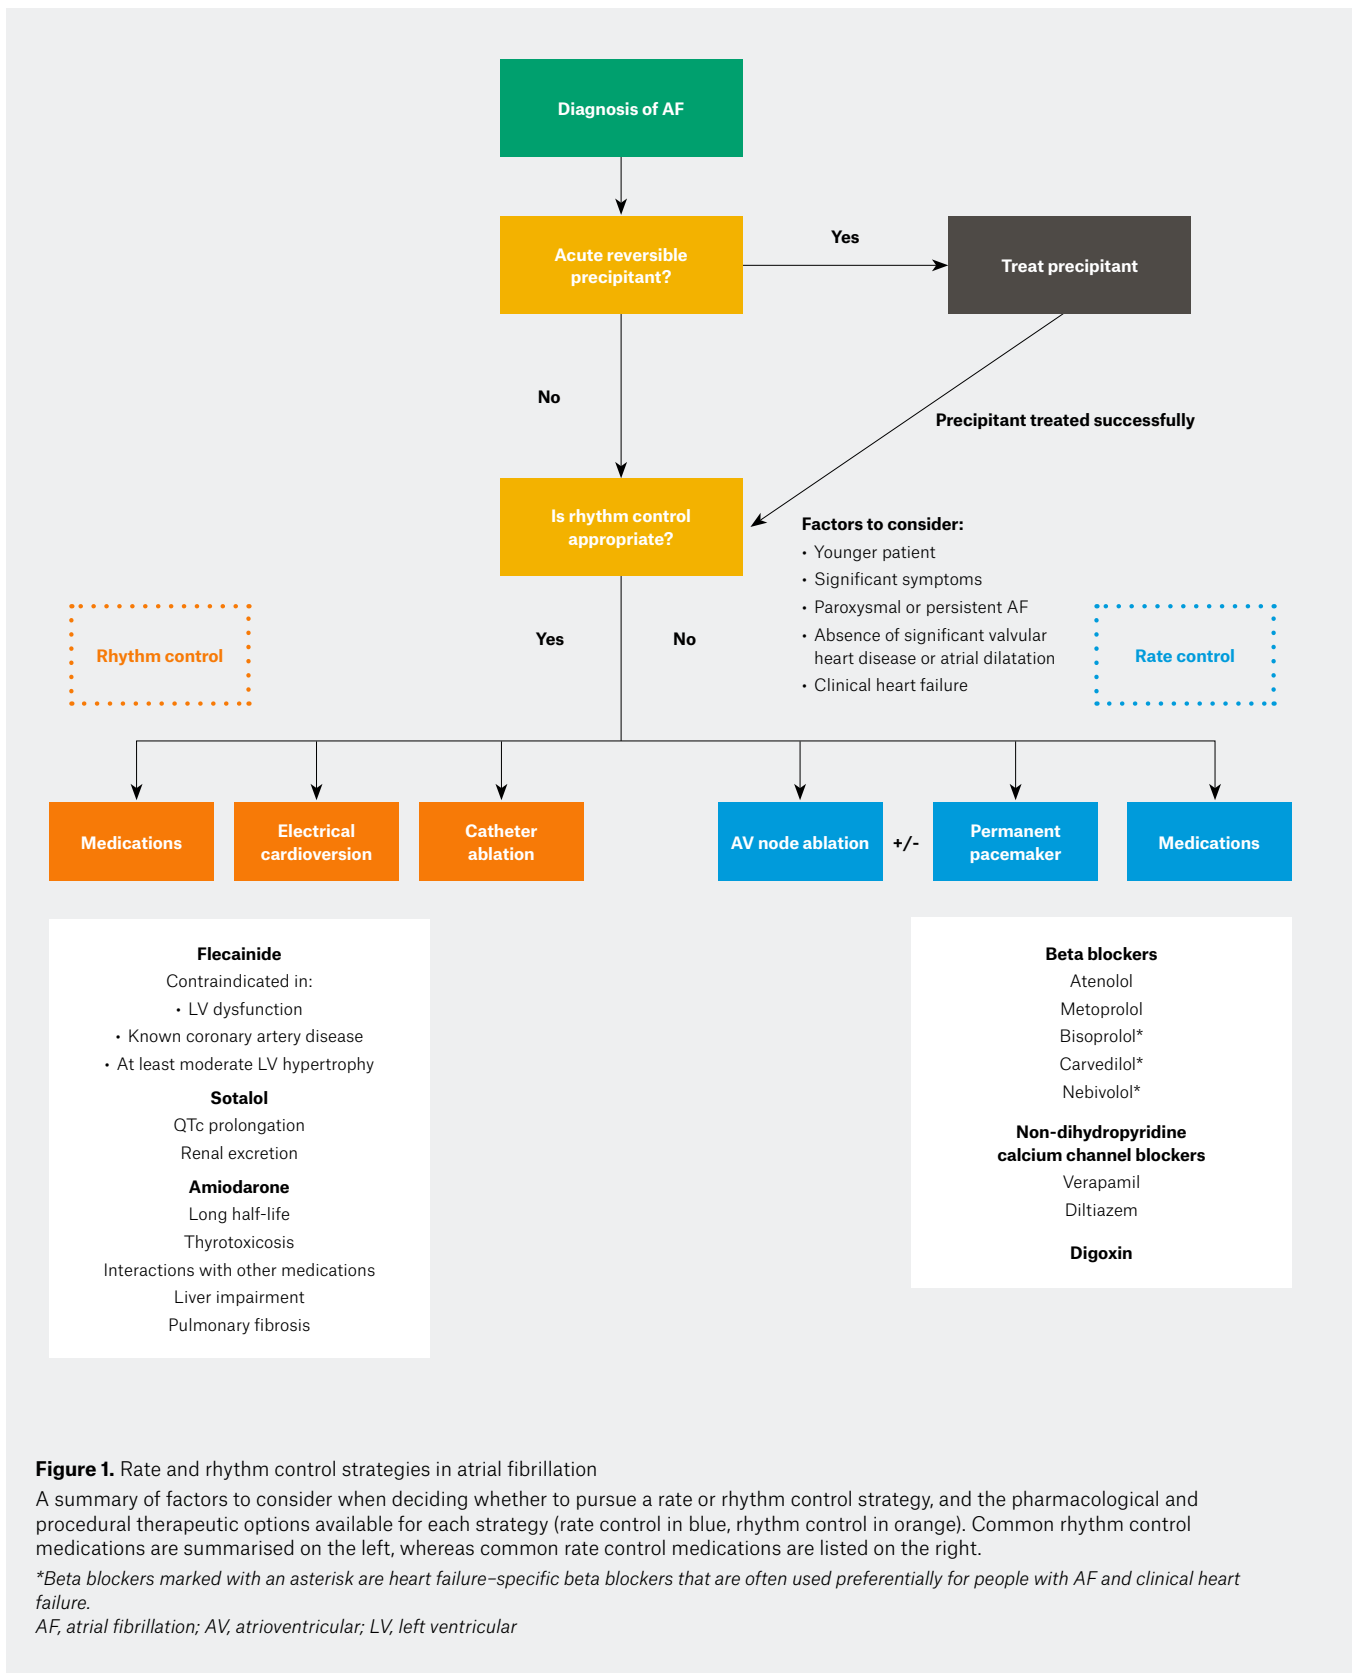 Diagnosis of AF
Acute reversible
precipitant?
Yes
Treat precipitant
No
Precipitant treated successfully
Is rhythm control
appropriate?
Factors to consider:
• Younger patient
• Significant symptoms
• Paroxysmal or persistent AF
• Absence of significant valvular
heart disease or atrial dilatation
• Clinical heart failure
Rhythm control
Yes
No
Rate control
Medications
Electrical
cardioversion
Catheter
ablation
AV node ablation
+/-
Permanent
pacemaker
Medications
Flecainide
Contraindicated in:
• LV dysfunction
• Known coronary artery disease
• At least moderate LV hypertrophy
Sotalol
QTc prolongation
Renal excretion
Amiodarone
Long half-life
Thyrotoxicosis
Interactions with other medications
Liver impairment
Pulmonary fibrosis
Beta blockers
Atenolol
Metoprolol
Bisoprolol*
Carvedilol*
Nebivolol*
Non-dihydropyridine
calcium channel blockers
Verapamil
Diltiazem
Digoxin
Figure 1. Rate and rhythm control strategies in atrial fibrillation
A summary of factors to consider when deciding whether to pursue a rate or rhythm control strategy, and the pharmacological and
procedural therapeutic options available for each strategy (rate control in blue, rhythm control in orange). Common rhythm control
medications are summarised on the left, whereas common rate control medications are listed on the right.
*Beta blockers marked with an asterisk are heart failure–specific beta blockers that are often used preferentially for people with AF and clinical heart
failure.
AF, atrial fibrillation; AV, atrioventricular; LV, left ventricular